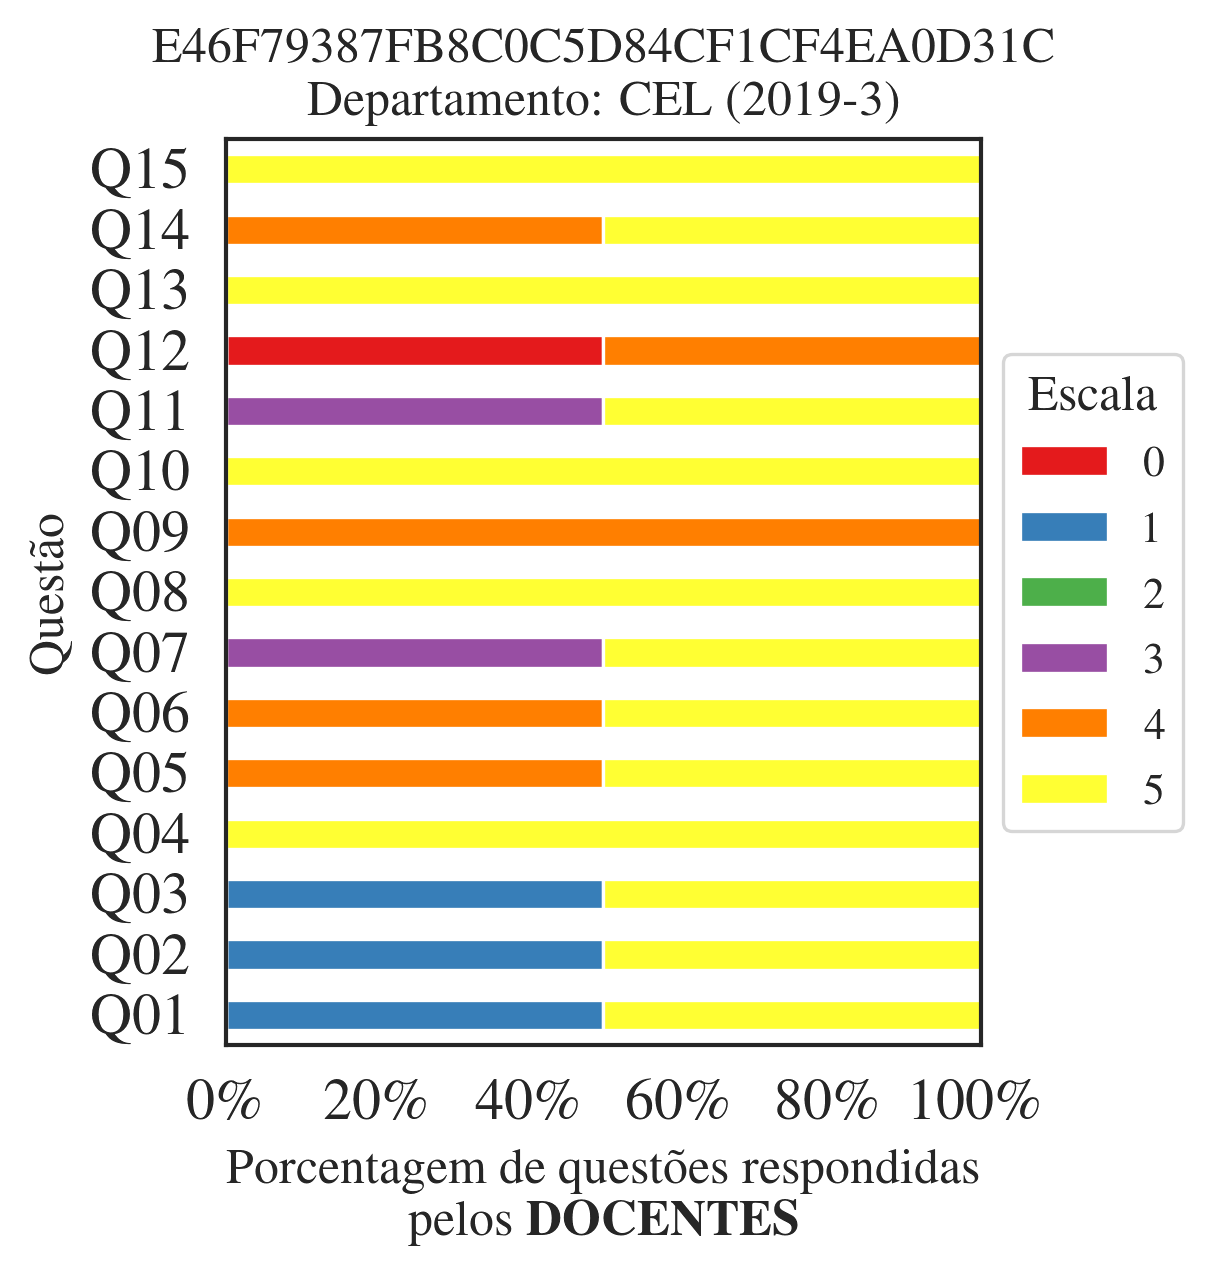 E46F79387FB8C0C5D84CF1CF4EA0D31C
Departamento: CEL (2019-3)
Q15
Q14
Q13
Q12
Q11
Q10
Q09
Q08
Q07
Q06
Q05
Q04
Q03
Q02
Q01
Questão
0% 20% 40% 60% 80% 100%
Porcentagem de questões respondidas
pelos DOCENTES
Escala
0
1
2
3
4
5